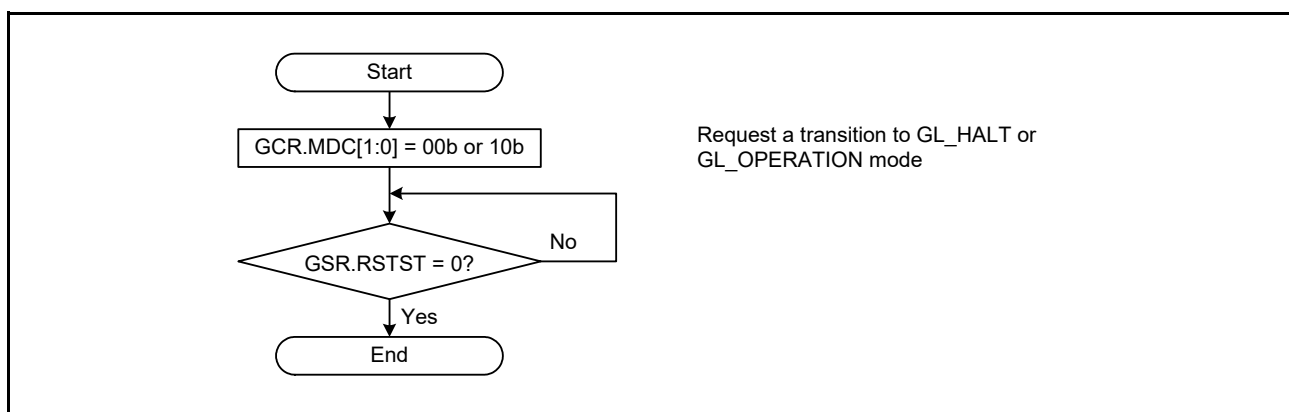 Start
GCR.MDC[1:0] = 00b or 10b
Request a transition to GL_HALT or
GL_OPERATION mode
No
GSR.RSTST = 0?
Yes
End